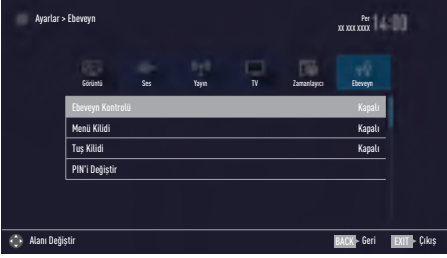 Ayarlar > Ebeveyn
Per
xx xxx xxxx
14:00
Görüntü Ses Yayın TV Zamanlayıcı Ebeveyn
Ebeveyn Kontrolü Kapalı
Menü Kilidi Kapalı
Tuş Kilidi Kapalı
PIN'i Değiştir
Alanı Değiştir BACK Geri EXIT Çıkış